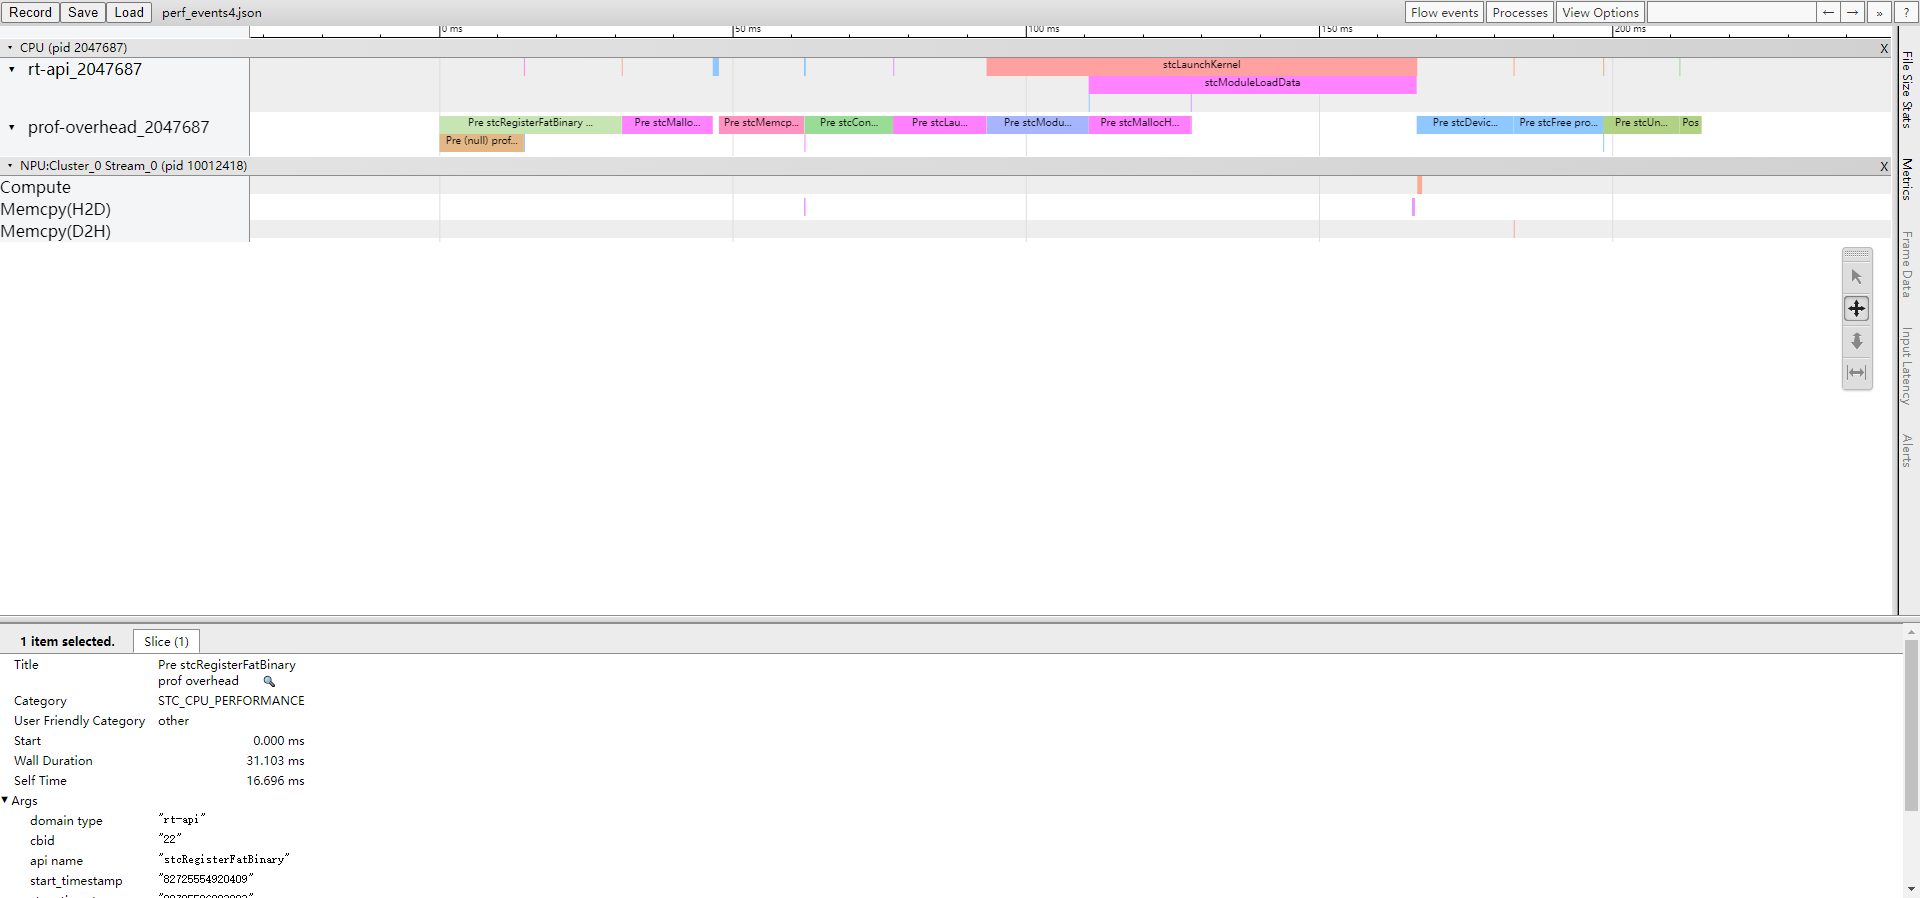 Record Save Load perf_events4.json Flow events Processes View Options ← → » ?
0 ms 50 ms 100 ms 150 ms 200 ms
CPU (pid 2047687) X
rt-api_2047687 stcLaunchKernel
stcModuleLoadData
prof-overhead_2047687 Pre stcRegisterFatBinary ... Pre stcMallo... Pre stcMemcp... Pre stcCon... Pre stcLau... Pre stcModu... Pre stcMallocH... Pre stcDevic... Pre stcFree pro... Pre stcUn... Pos
Pre (null) prof...
NPU:Cluster_0 Stream_0 (pid 10012418) X
Compute
Memcpy(H2D)
Memcpy(D2H)
File Size Stats
Metrics
Frame Data
Input Latency
Alerts
1 item selected. Slice (1)
Title Pre stcRegisterFatBinary
prof overhead
Category STC_CPU_PERFORMANCE
User Friendly Category other
Start 0.000 ms
Wall Duration 31.103 ms
Self Time 16.696 ms
Args
domain type "rt-api"
cbid "22"
api name "stcRegisterFatBinary"
start_timestamp "82725554920409"